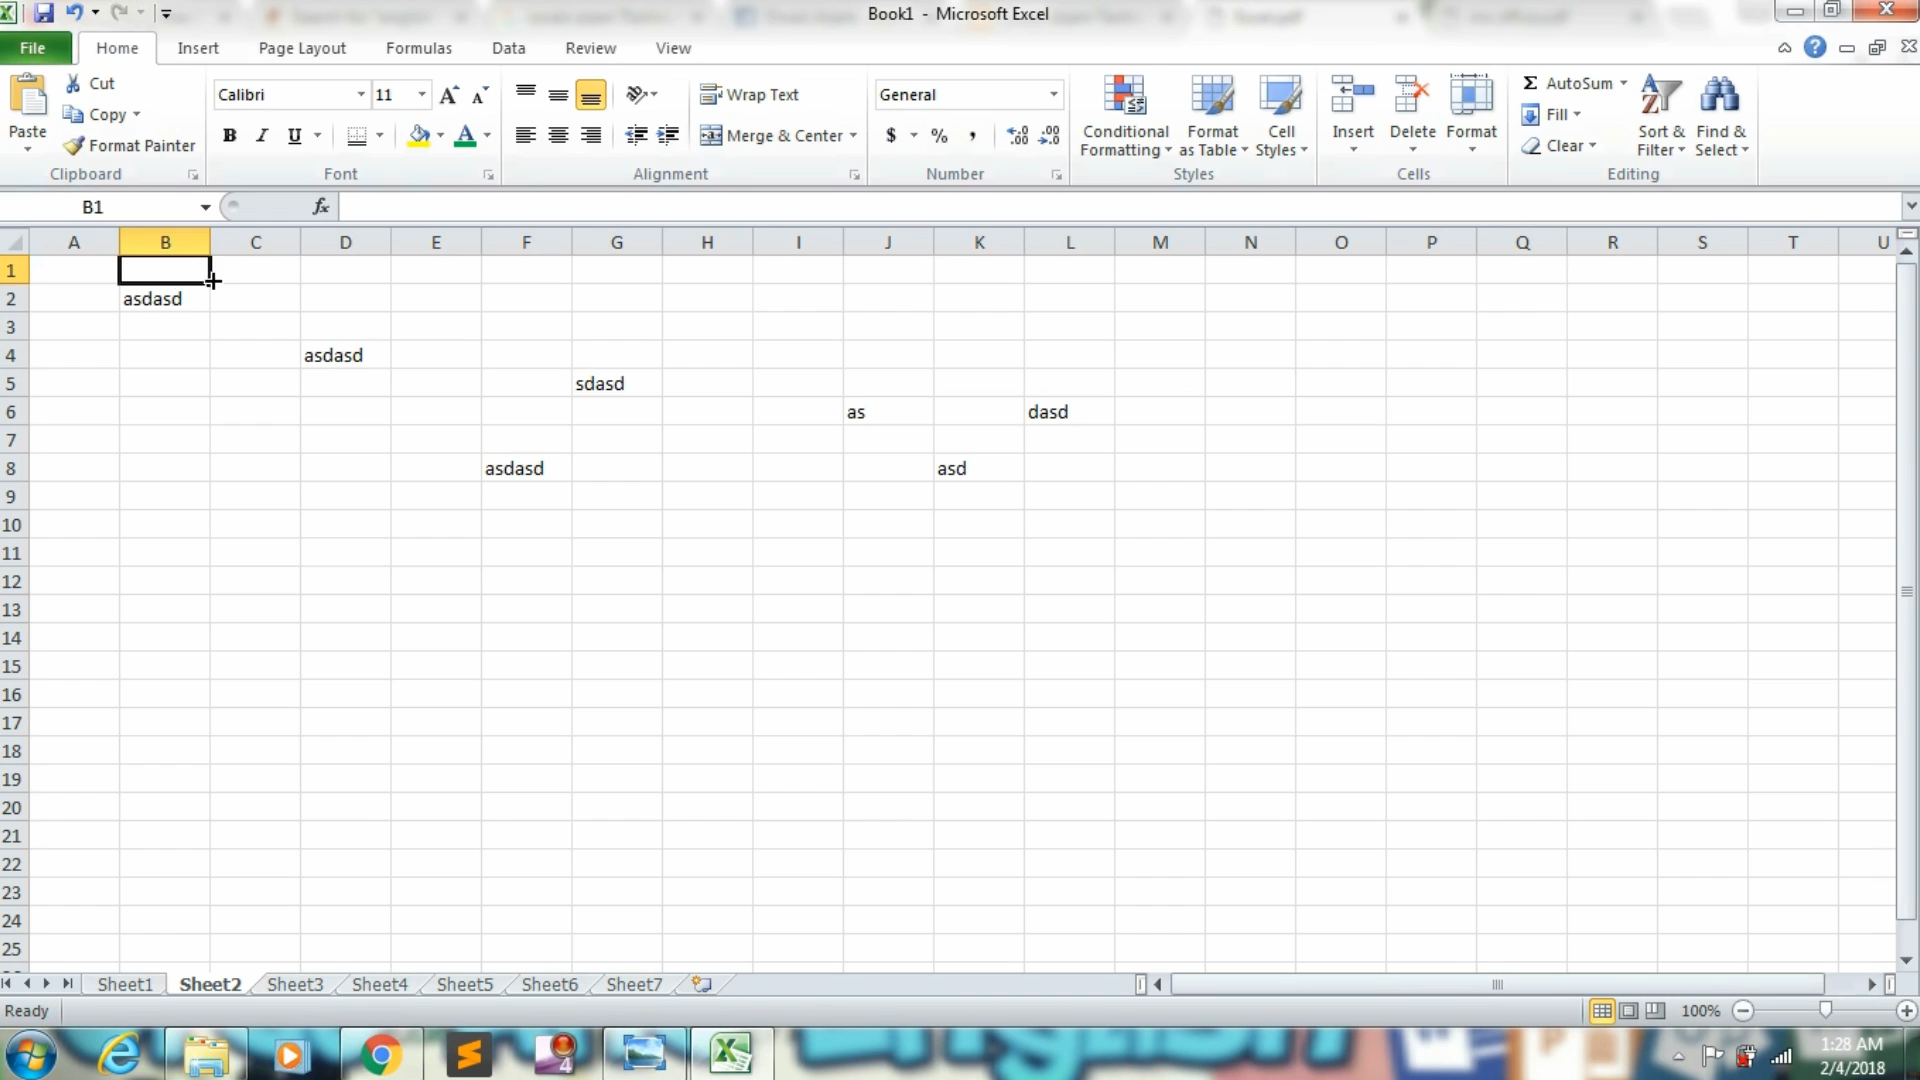 Book1 - Microsoft Excel
File Home Insert Page Layout Formulas Data Review View
Cut
Copy
Format Painter
Paste
Clipboard
Calibri 11
B I U
Font
Wrap Text
Merge & Center
Alignment
General
$ % ,
Number
Conditional Formatting
Format as Table
Cell Styles
Styles
Insert Delete Format
Cells
Σ AutoSum
Fill
Clear
Sort & Filter
Find & Select
Editing
B1 fx
A B C D E F G H I J K L M N O P Q R S T U
1
2 asdasd
3
4 asdasd
5 sdasd
6 as dasd
7
8 asdasd asd
9
10
11
12
13
14
15
16
17
18
19
20
21
22
23
24
25
Sheet1 Sheet2 Sheet3 Sheet4 Sheet5 Sheet6 Sheet7
Ready 100%
1:28 AM
2/4/2018